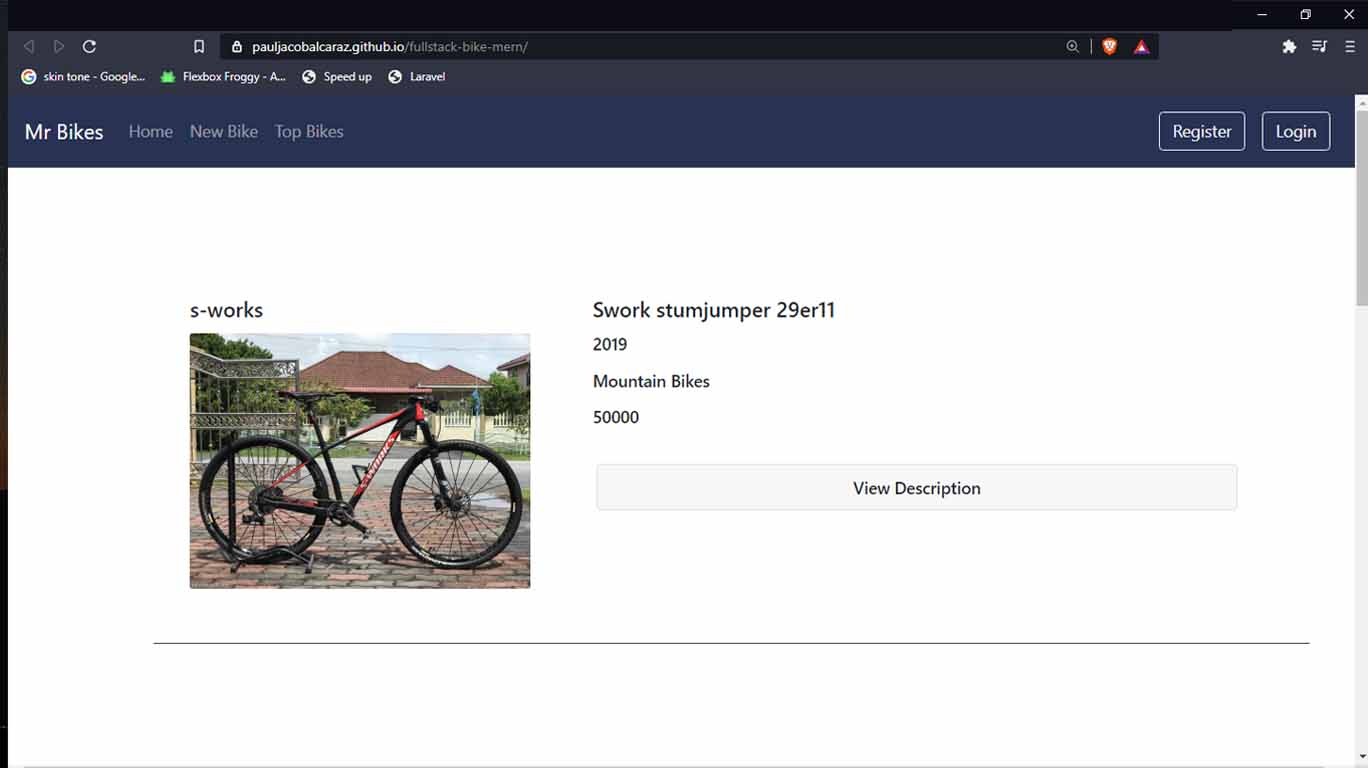 pauljacobalcaraz.github.io/fullstack-bike-mern/
skin tone - Google... Flexbox Froggy - A... Speed up Laravel
Mr Bikes Home New Bike Top Bikes Register Login
s-works
Swork stumjumper 29er11
2019
Mountain Bikes
50000
S-WORKS
View Description